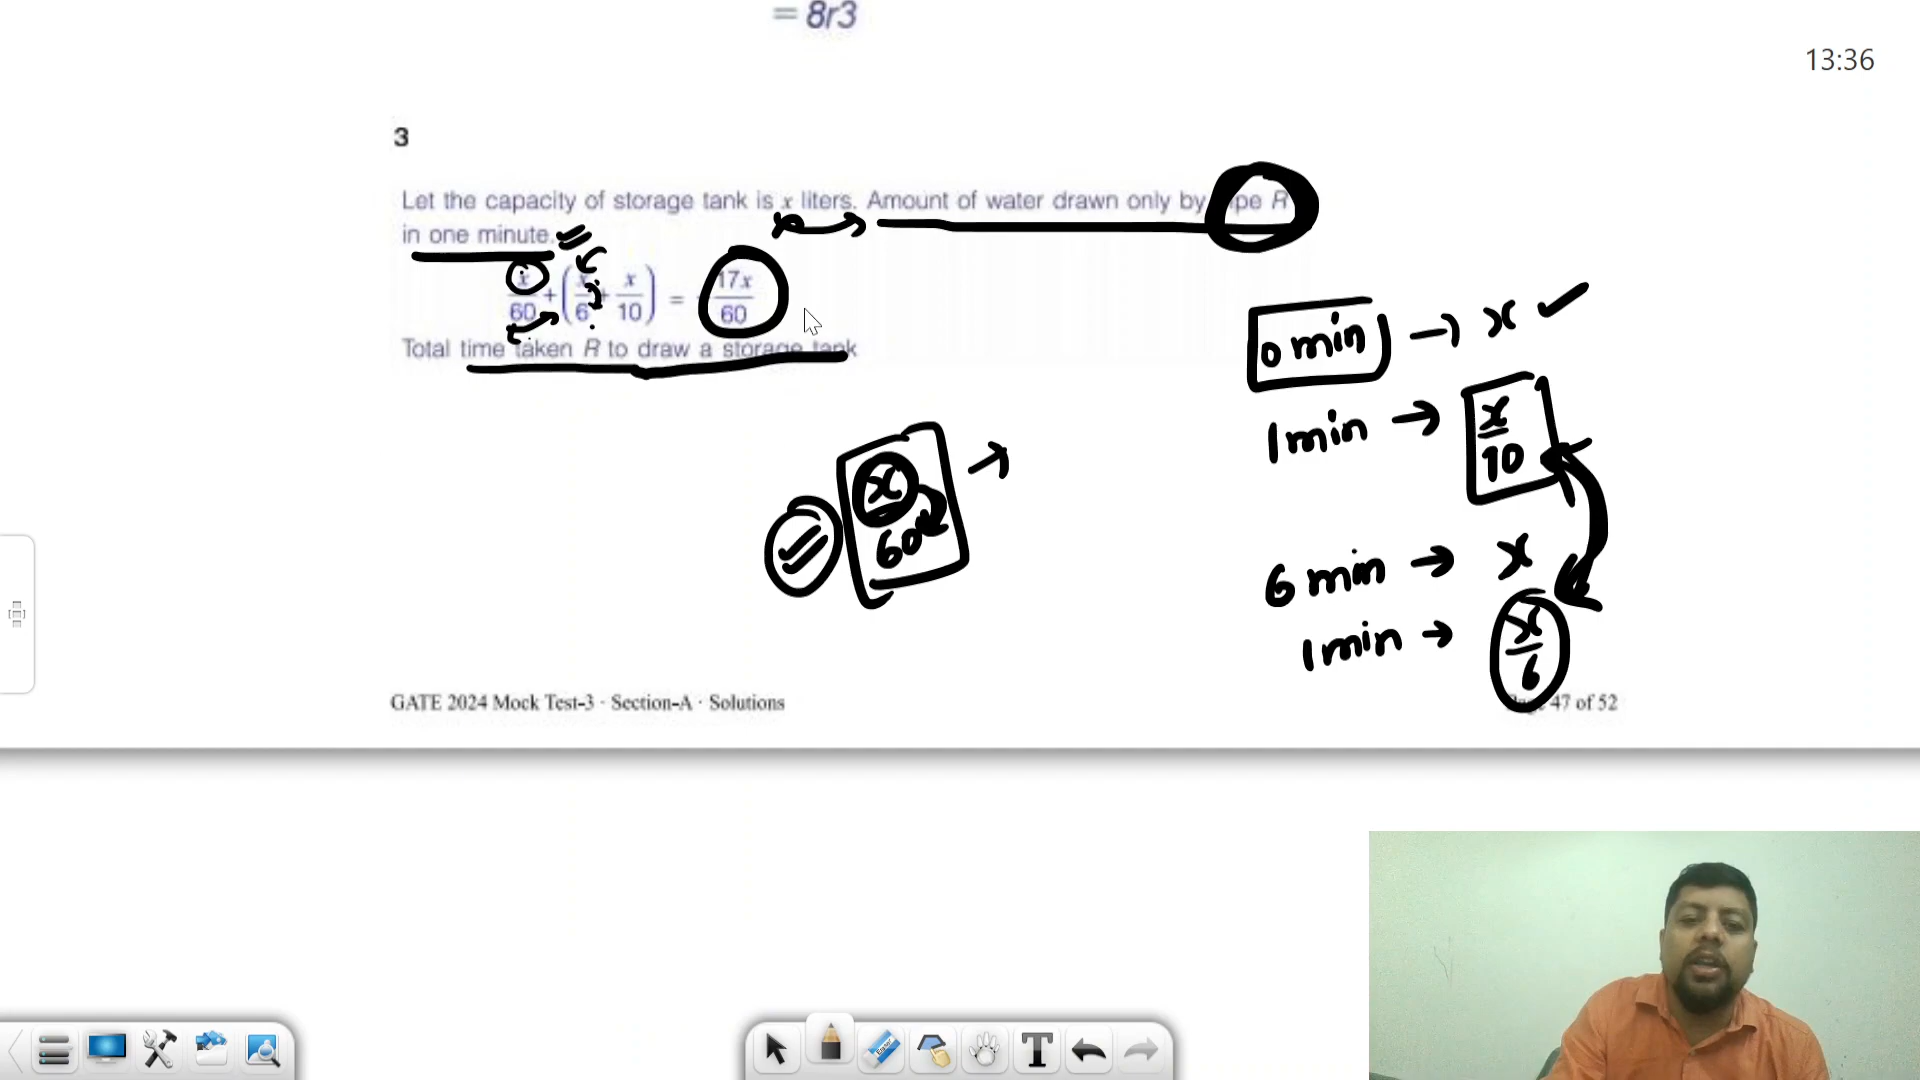 = 8r3
13:36
3
Let the capacity of storage tank is x liters. Amount of water drawn only by R
in one minute.
x/60 + (x/6 + x/10) = 17x/60
Total time taken R to draw a storage tank
0 min → x ✓
1 min → x/10
x/60 →
6 min → x
1 min → x/6
GATE 2024 Mock Test-3 · Section-A · Solutions
47 of 52
Eraser
T